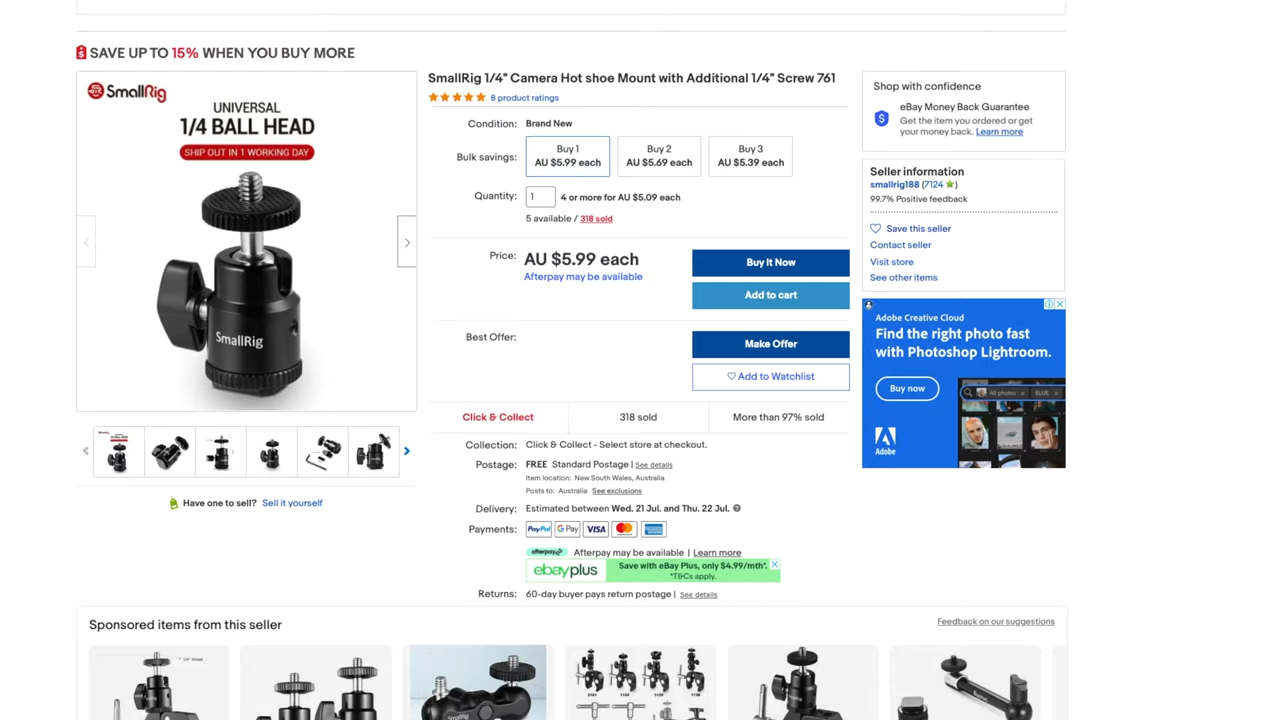 SAVE UP TO 15% WHEN YOU BUY MORE
SmallRig
UNIVERSAL
1/4 BALL HEAD
SHIP OUT IN 1 WORKING DAY
SmallRig
Have one to sell? Sell it yourself
SmallRig 1/4" Camera Hot shoe Mount with Additional 1/4" Screw 761
8 product ratings
Condition: Brand New
Bulk savings:
Buy 1
AU $5.99 each
Buy 2
AU $5.69 each
Buy 3
AU $5.39 each
Quantity: 1 4 or more for AU $5.09 each
5 available / 318 sold
Price: AU $5.99 each
Afterpay may be available
Buy It Now
Add to cart
Best Offer:
Make Offer
Add to Watchlist
Click & Collect 318 sold More than 97% sold
Collection: Click & Collect - Select store at checkout.
Postage: FREE Standard Postage | See details
Item location: New South Wales, Australia
Posts to: Australia See exclusions
Delivery: Estimated between Wed. 21 Jul. and Thu. 22 Jul.
Payments: PayPal G Pay VISA
afterpay Afterpay may be available | Learn more
ebayplus
Save with eBay Plus, only $4.99/mth*.
*T&Cs apply.
Returns: 60-day buyer pays return postage | See details
Shop with confidence
eBay Money Back Guarantee
Get the item you ordered or get
your money back. Learn more
Seller information
smallrig188 (7124)
99.7% Positive feedback
Save this seller
Contact seller
Visit store
See other items
Adobe Creative Cloud
Find the right photo fast
with Photoshop Lightroom.
Buy now
All photos
BLUE
Adobe
Sponsored items from this seller
Feedback on our suggestions